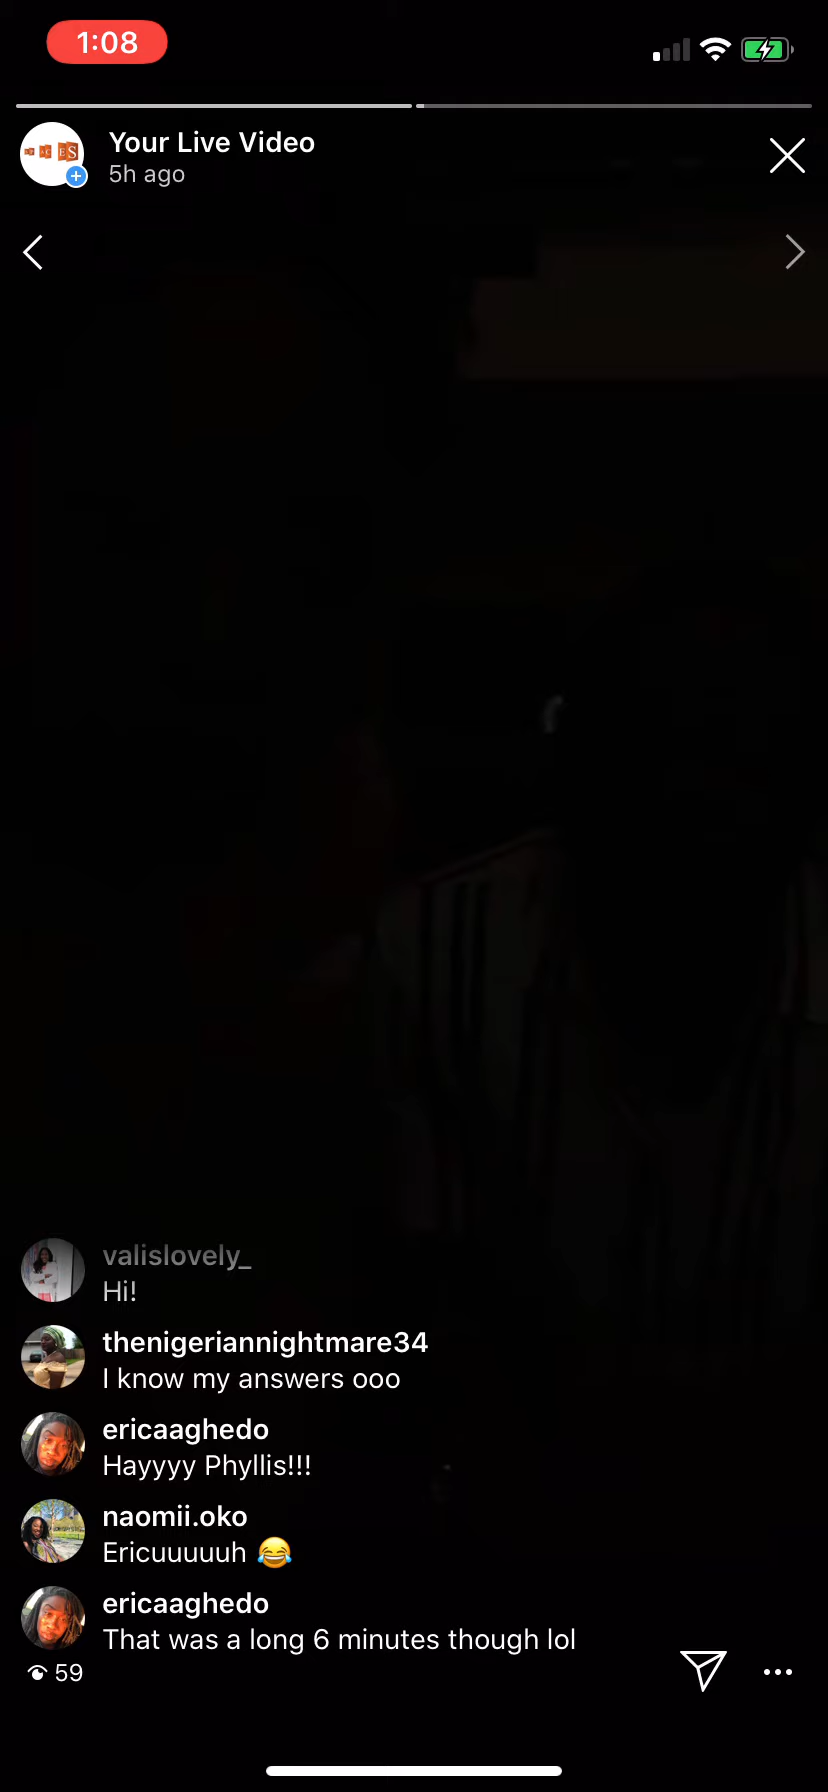 1:08
Your Live Video
5h ago
valislovely_
Hi!
thenigeriannightmare34
I know my answers ooo
ericaaghedo
Hayyyy Phyllis!!!
naomii.oko
Ericuuuuuh 😂
ericaaghedo
That was a long 6 minutes though lol
59